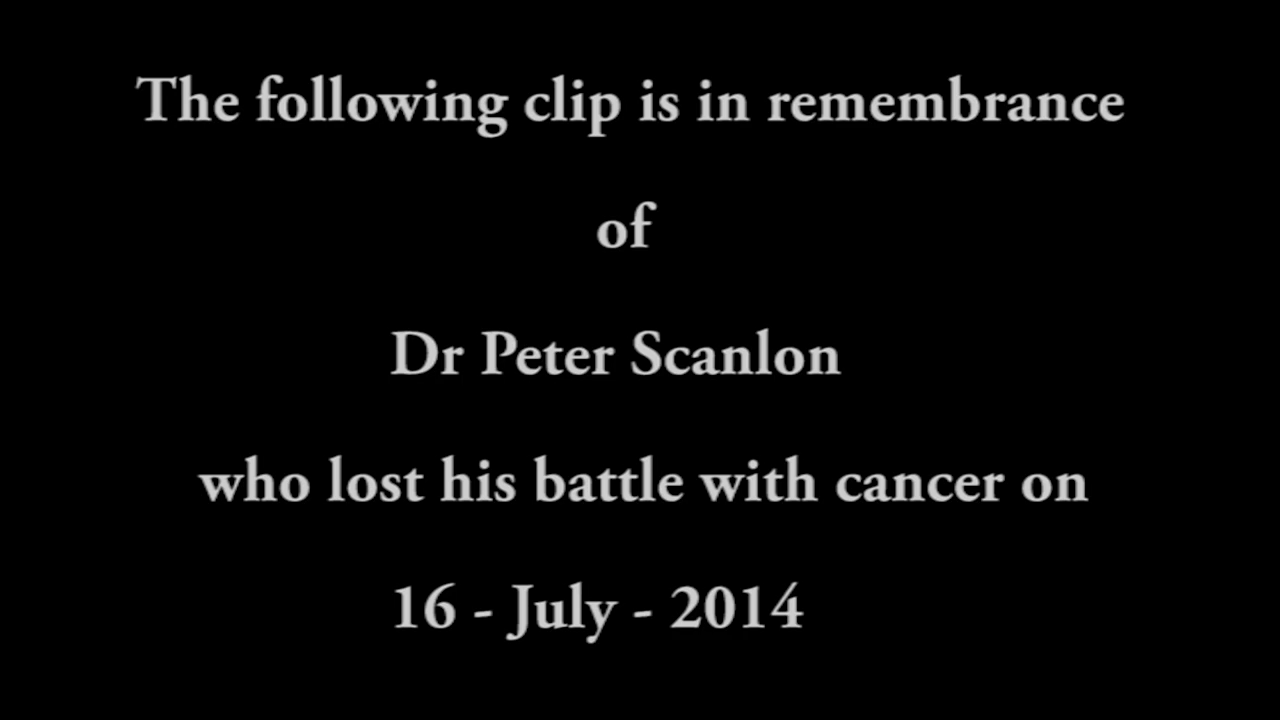 The following clip is in remembrance
of
Dr Peter Scanlon
who lost his battle with cancer on
16 - July - 2014